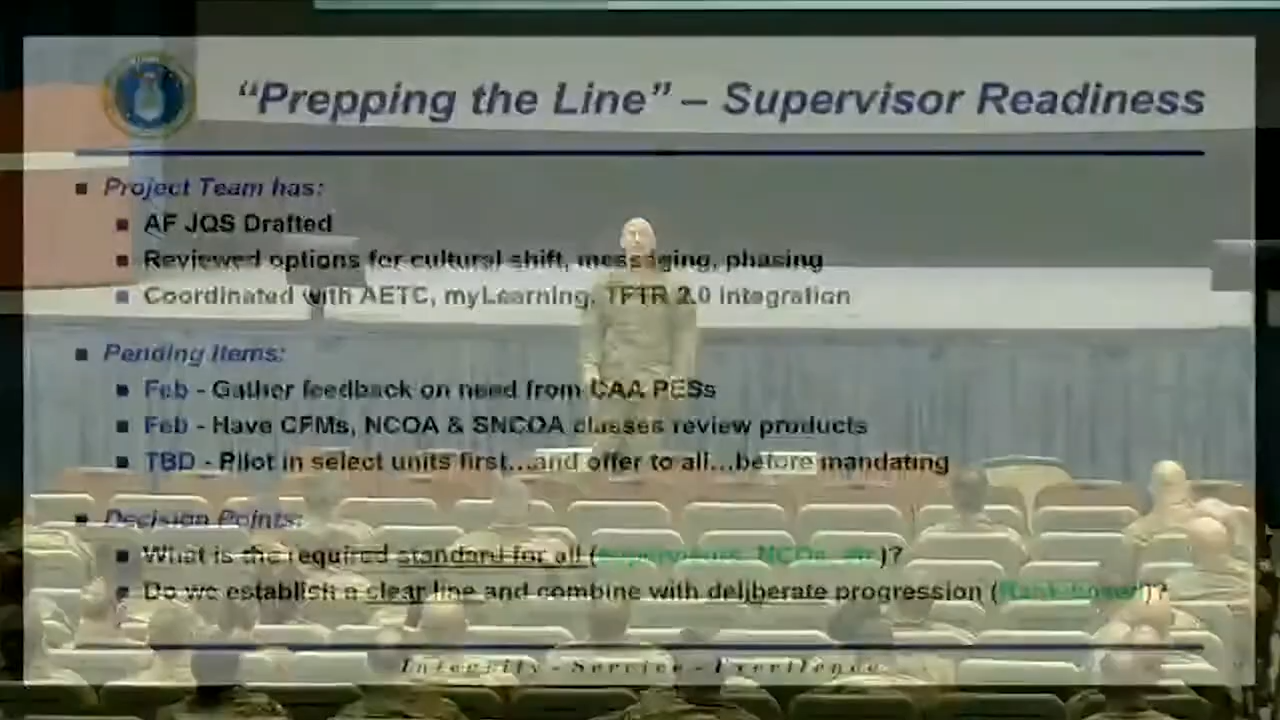 "Prepping the Line" – Supervisor Readiness
Project Team has:
AF JQS Drafted
Reviewed options for cultural shift, messaging, phasing
Coordinated with AETC, myLearning, TFTR 2.0 integration
Pending Items:
Feb - Gather feedback on need from CAA PESs
Feb - Have CFMs, NCOA & SNCOA classes review products
TBD - Pilot in select units first...and offer to all...before mandating
Decision Points:
What is the required standard for all (Supervisors, NCOs, etc)?
Do we establish a clear line and combine with deliberate progression (Rank-based)?
Integrity - Service - Excellence